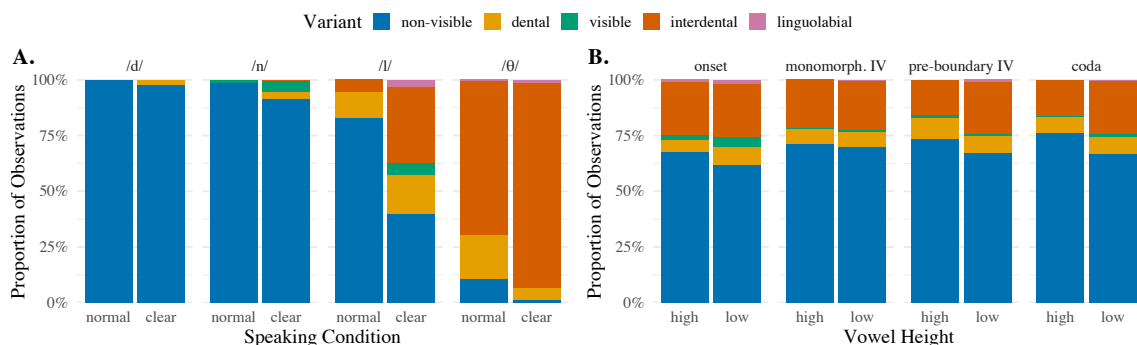 Variant non-visible dental visible interdental linguolabial
A.
/d/ /n/ /l/ /θ/
Proportion of Observations
100%
75%
50%
25%
0%
normal clear normal clear normal clear normal clear
Speaking Condition
B.
onset monomorph. IV pre-boundary IV coda
Proportion of Observations
100%
75%
50%
25%
0%
high low high low high low high low
Vowel Height